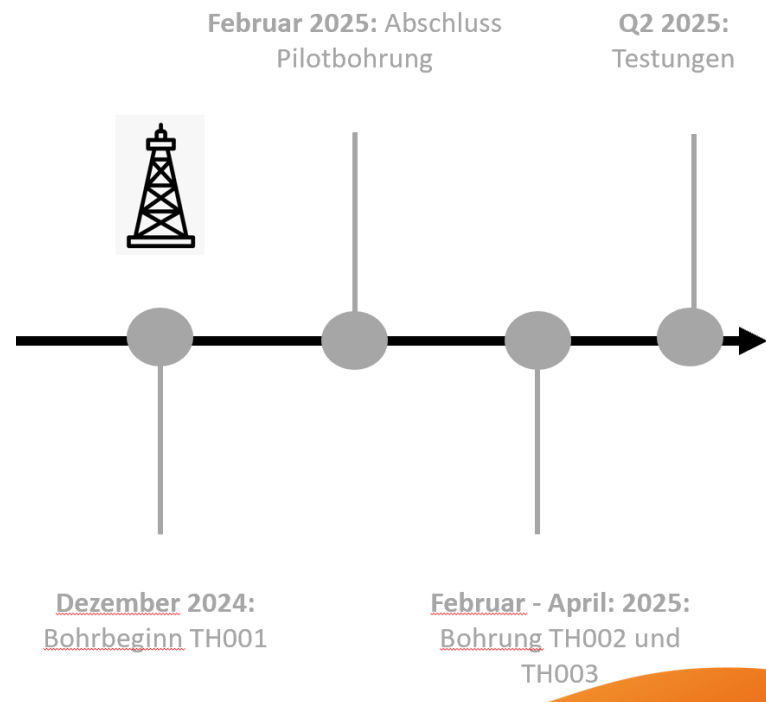 Februar 2025: Abschluss
Pilotbohrung
Q2 2025:
Testungen
Dezember 2024:
Bohrbeginn TH001
Februar - April: 2025:
Bohrung TH002 und
TH003